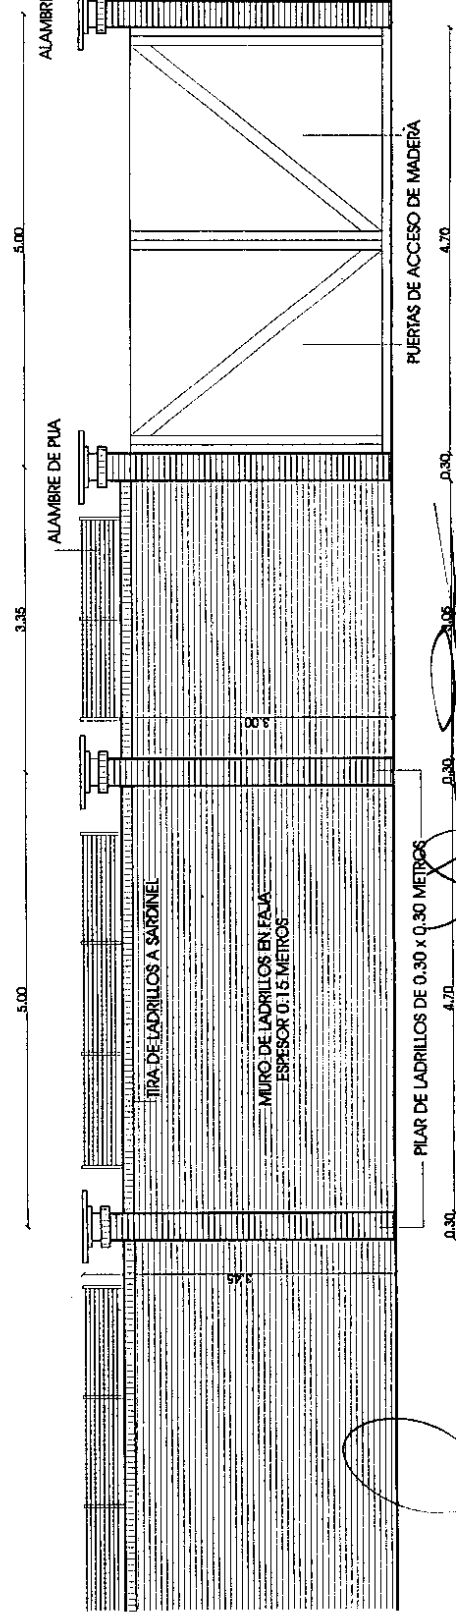 5.00
3.35
5.00
ALAMBRE DE PUA
TIRA DE LADRILLOS A SARDINEL
MURO DE LADRILLOS EN FAJA
ESPESOR 0.15 METROS
3.45
3.00
PILAR DE LADRILLOS DE 0.30 x 0.30 METROS
PUERTAS DE ACCESO DE MADERA
0.30
4.70
0.30
0.30
4.70